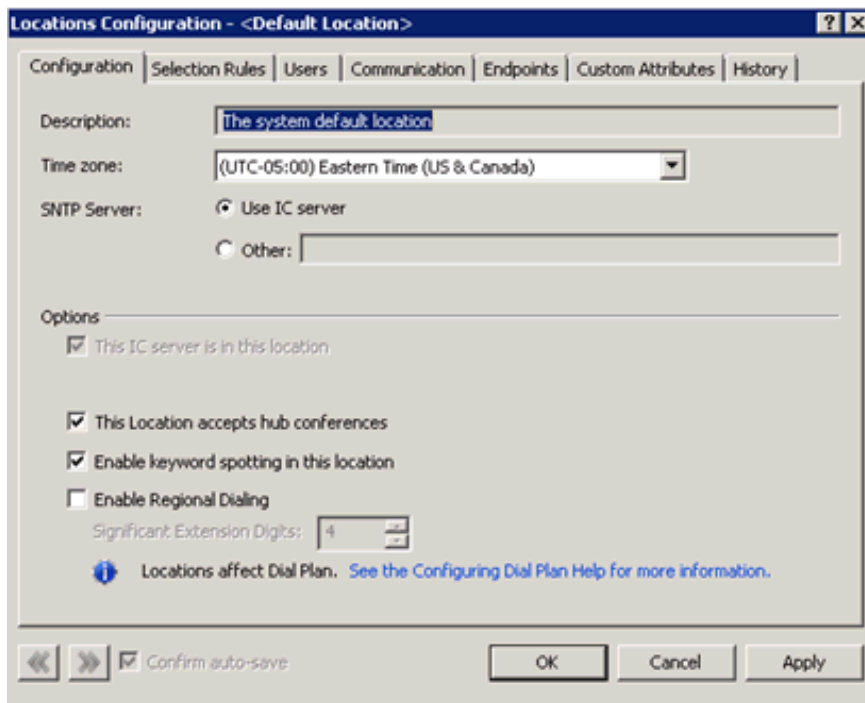 Locations Configuration - <Default Location>
Configuration Selection Rules Users Communication Endpoints Custom Attributes History
Description: The system default location
Time zone: (UTC-05:00) Eastern Time (US & Canada)
SNTP Server: Use IC server
Other:
Options
This IC server is in this location
This Location accepts hub conferences
Enable keyword spotting in this location
Enable Regional Dialing
Significant Extension Digits: 4
Locations affect Dial Plan. See the Configuring Dial Plan Help for more information.
Confirm auto-save OK Cancel Apply